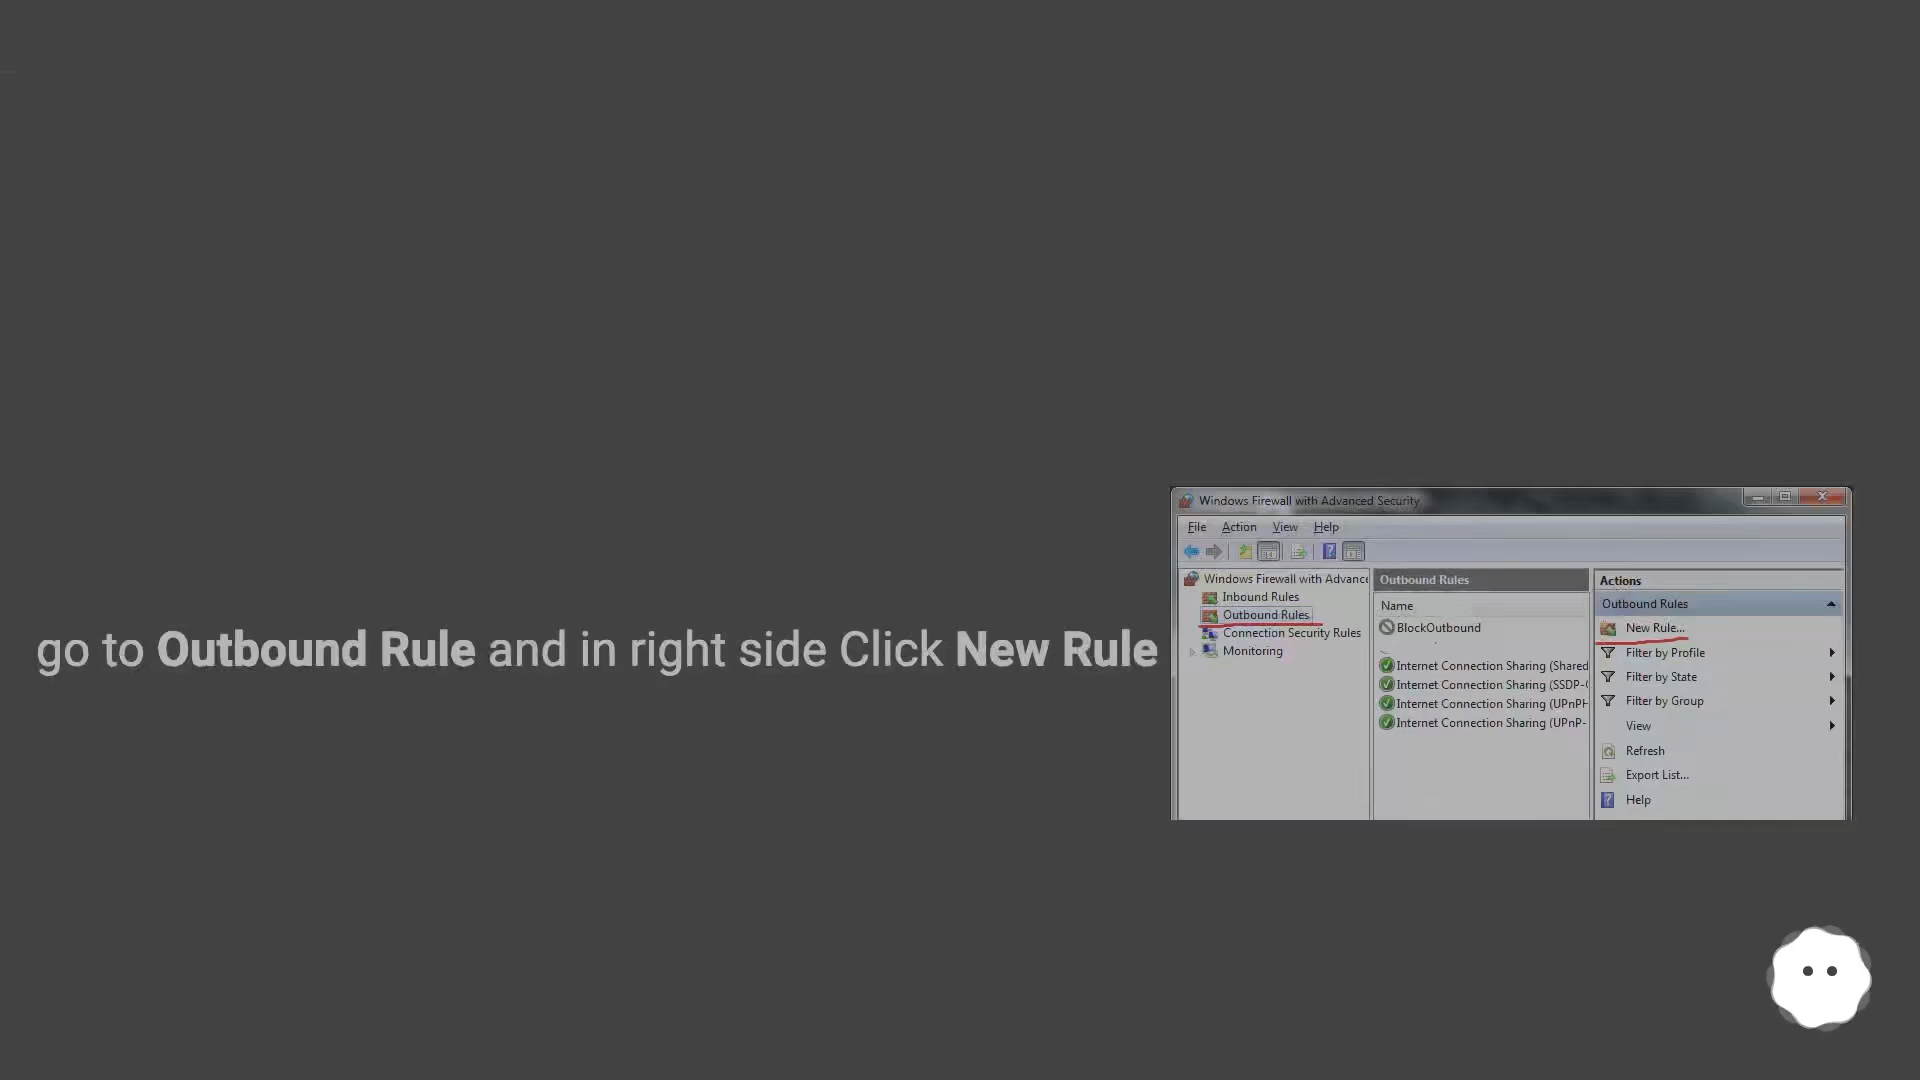 go to Outbound Rule and in right side Click New Rule
Windows Firewall with Advanced Security
File Action View Help
Windows Firewall with Advance
Inbound Rules
Outbound Rules
Connection Security Rules
Monitoring
Outbound Rules
Name
BlockOutbound
Internet Connection Sharing (Shared
Internet Connection Sharing (SSDP-
Internet Connection Sharing (UPnPH
Internet Connection Sharing (UPnP-
Actions
Outbound Rules
New Rule...
Filter by Profile
Filter by State
Filter by Group
View
Refresh
Export List...
Help